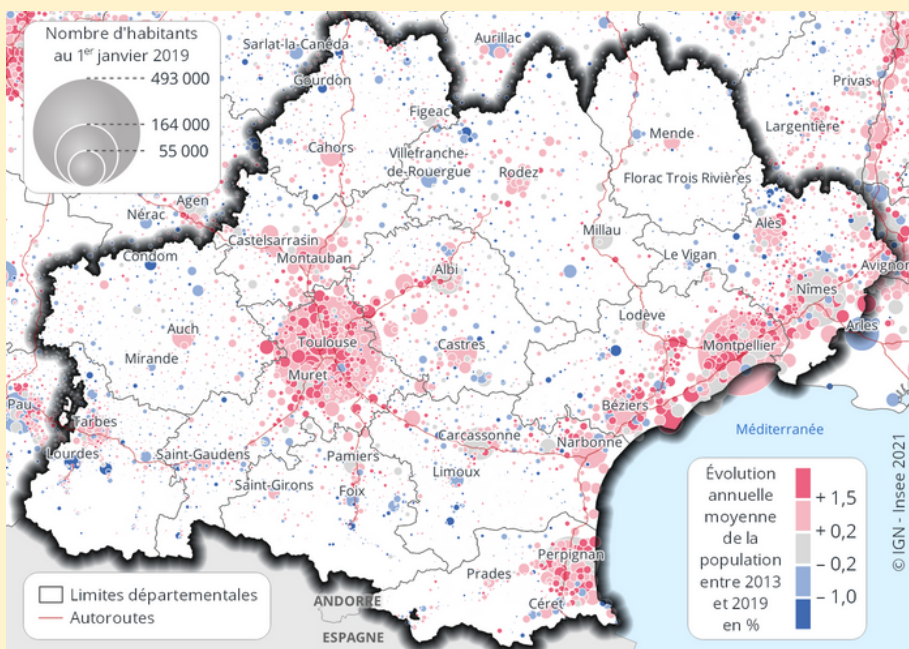 Nombre d'habitants
au 1er janvier 2019
493 000
164 000
55 000
Sarlat-la-Canéda
Aurillac
Gourdon
Privas
Figeac
Largentière
Mende
Cahors
Villefranche-
de-Rouergue
Rodez
Florac Trois Rivières
Agen
Nérac
Millau
Alès
Castelsarrasin
Montauban
Condom
Albi
Le Vigan
Avignon
Nîmes
Lodève
Auch
Toulouse
Castres
Arles
Mirande
Montpellier
Muret
Pau
Béziers
Tarbes
Méditerranée
Carcassonne
Narbonne
Lourdes
Saint-Gaudens
Pamiers
Limoux
Saint-Girons
Foix
Perpignan
Prades
Céret
ANDORRE
ESPAGNE
Limites départementales
Autoroutes
Évolution
annuelle
moyenne
de la
population
entre 2013
et 2019
en %
+ 1,5
+ 0,2
– 0,2
– 1,0
© IGN - Insee 2021